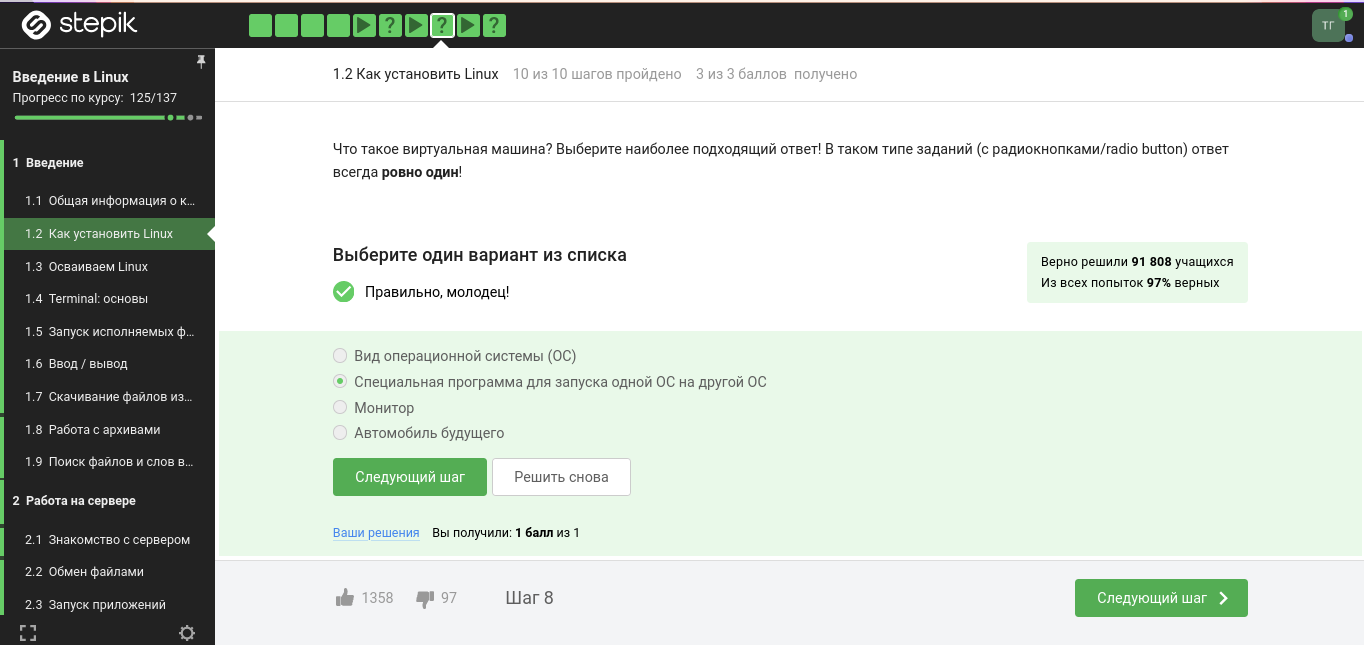 stepik
? ? ?
ТГ
1
Введение в Linux
Прогресс по курсу: 125/137
1 Введение
1.1 Общая информация о к...
1.2 Как установить Linux
1.3 Осваиваем Linux
1.4 Terminal: основы
1.5 Запуск исполняемых ф...
1.6 Ввод / вывод
1.7 Скачивание файлов из...
1.8 Работа с архивами
1.9 Поиск файлов и слов в...
2 Работа на сервере
2.1 Знакомство с сервером
2.2 Обмен файлами
2.3 Запуск приложений
1.2 Как установить Linux 10 из 10 шагов пройдено 3 из 3 баллов получено
Что такое виртуальная машина? Выберите наиболее подходящий ответ! В таком типе заданий (с радиокнопками/radio button) ответ
всегда ровно один!
Выберите один вариант из списка
Правильно, молодец!
Верно решили 91 808 учащихся
Из всех попыток 97% верных
Вид операционной системы (ОС)
Специальная программа для запуска одной ОС на другой ОС
Монитор
Автомобиль будущего
Следующий шаг Решить снова
Ваши решения Вы получили: 1 балл из 1
1358 97 Шаг 8 Следующий шаг